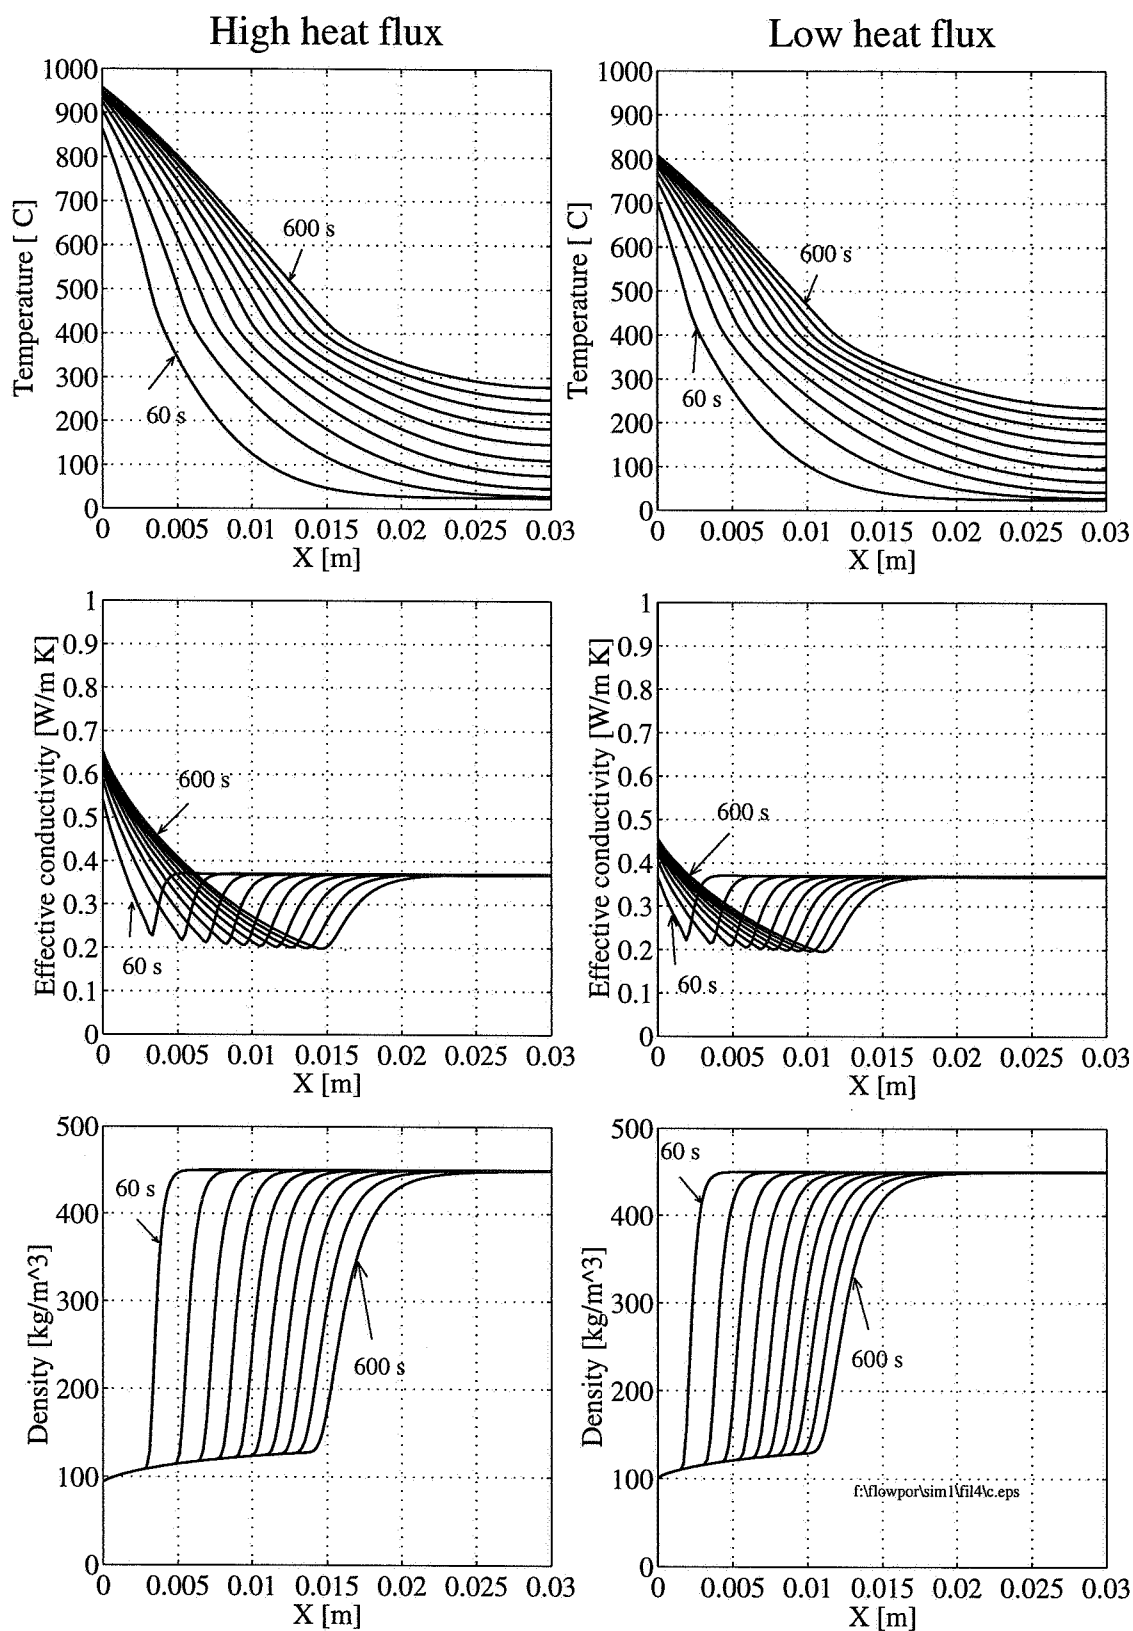 High heat flux
Low heat flux
1000
900
800
700
600
500
400
300
200
100
0
Temperature [ C]
600 s
60 s
0 0.005 0.01 0.015 0.02 0.025 0.03
X [m]
1000
900
800
700
600
500
400
300
200
100
0
Temperature [ C]
600 s
60 s
0 0.005 0.01 0.015 0.02 0.025 0.03
X [m]
1
0.9
0.8
0.7
0.6
0.5
0.4
0.3
0.2
0.1
0
Effective conductivity [W/m K]
600 s
60 s
0 0.005 0.01 0.015 0.02 0.025 0.03
X [m]
1
0.9
0.8
0.7
0.6
0.5
0.4
0.3
0.2
0.1
0
Effective conductivity [W/m K]
600 s
60 s
0 0.005 0.01 0.015 0.02 0.025 0.03
X [m]
500
400
300
200
100
0
Density [kg/m^3]
60 s
600 s
0 0.005 0.01 0.015 0.02 0.025 0.03
X [m]
500
400
300
200
100
0
Density [kg/m^3]
60 s
600 s
f:\flowpor\sim1\fil4\c.eps
0 0.005 0.01 0.015 0.02 0.025 0.03
X [m]